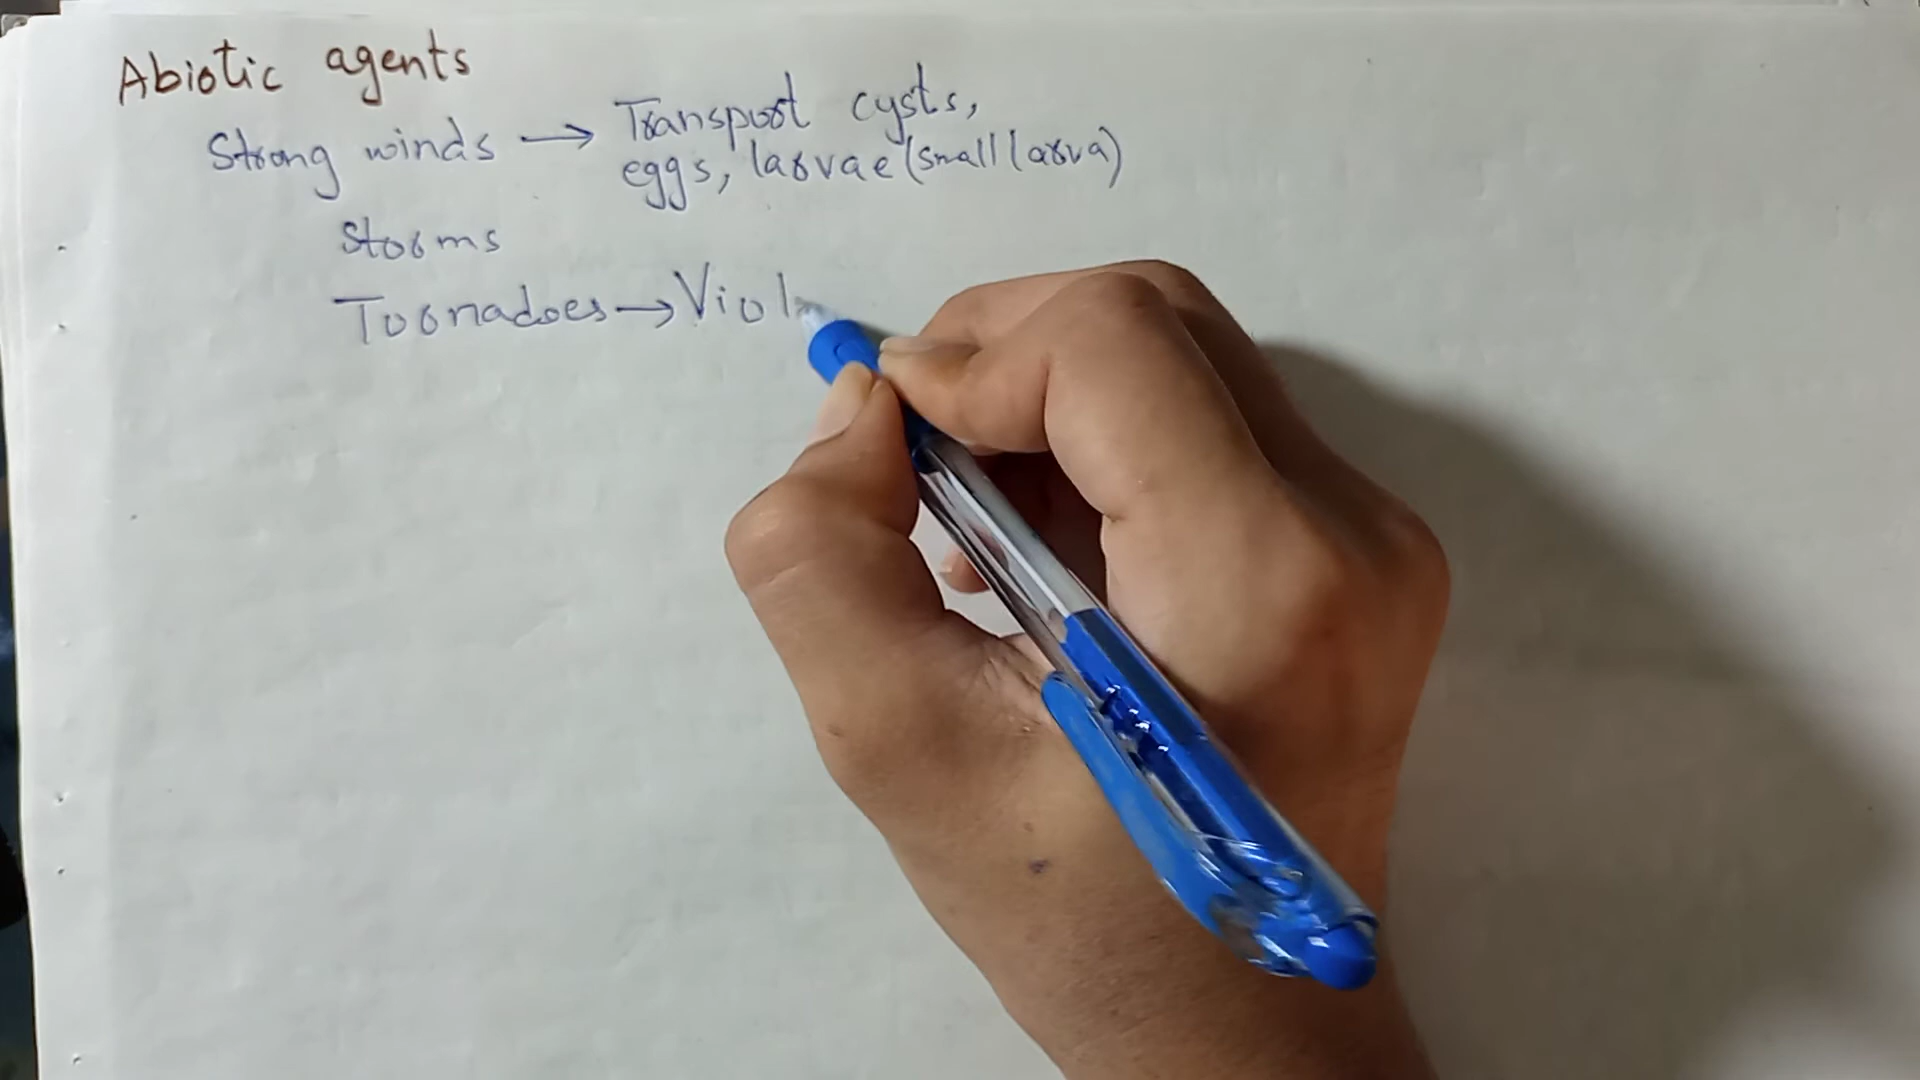 Abiotic agents
Strong winds → Transport cysts,
eggs, larvae (small larva)
Storms
Tornadoes → Viol